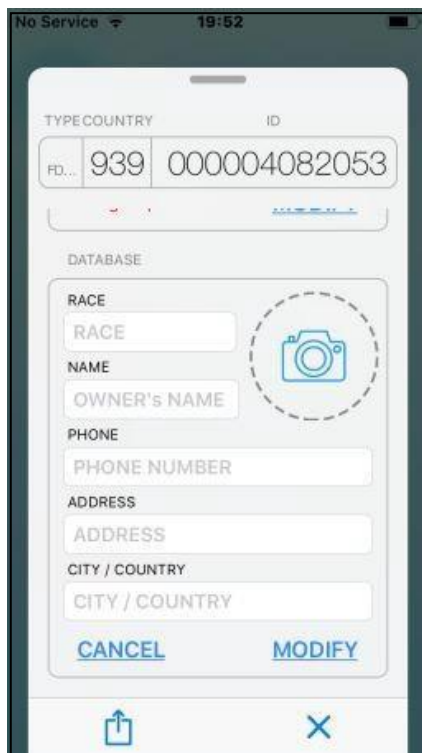 No Service 19:52
TYPE COUNTRY ID
FD... 939 000004082053
DATABASE
RACE
RACE
NAME
OWNER's NAME
PHONE
PHONE NUMBER
ADDRESS
ADDRESS
CITY / COUNTRY
CITY / COUNTRY
CANCEL MODIFY